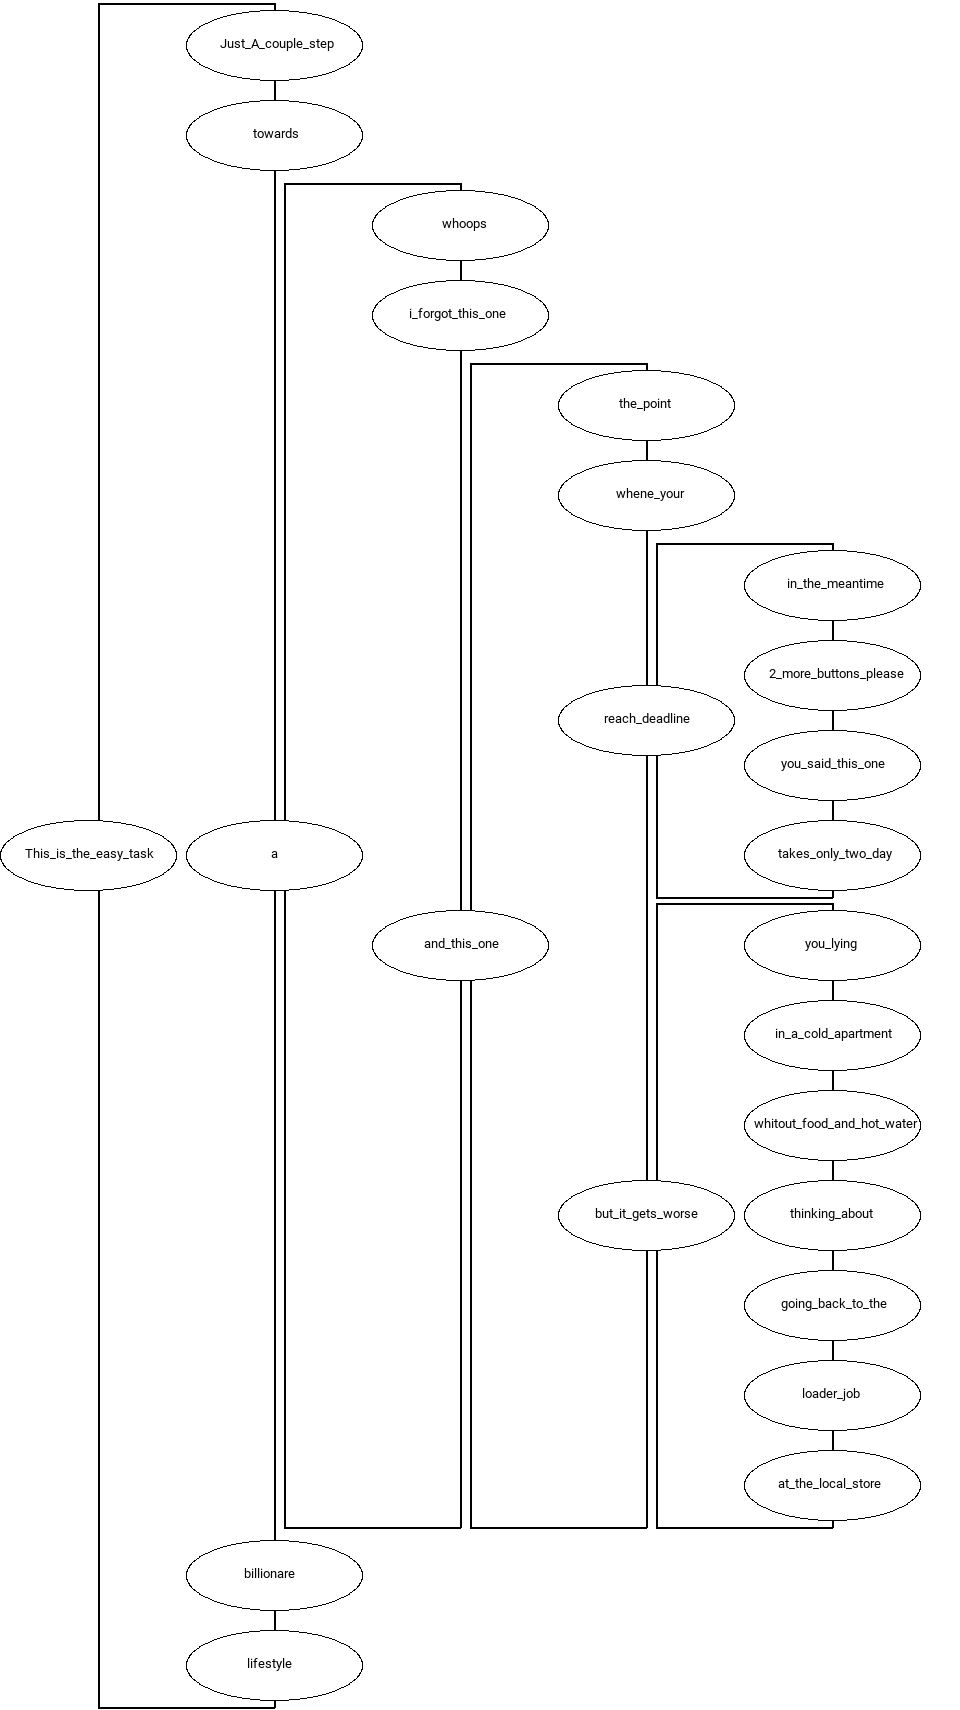 Just_A_couple_step
towards
whoops
i_forgot_this_one
the_point
whene_your
in_the_meantime
2_more_buttons_please
reach_deadline
you_said_this_one
This_is_the_easy_task
a
takes_only_two_day
and_this_one
you_lying
in_a_cold_apartment
whitout_food_and_hot_water
but_it_gets_worse
thinking_about
going_back_to_the
loader_job
at_the_local_store
billionare
lifestyle